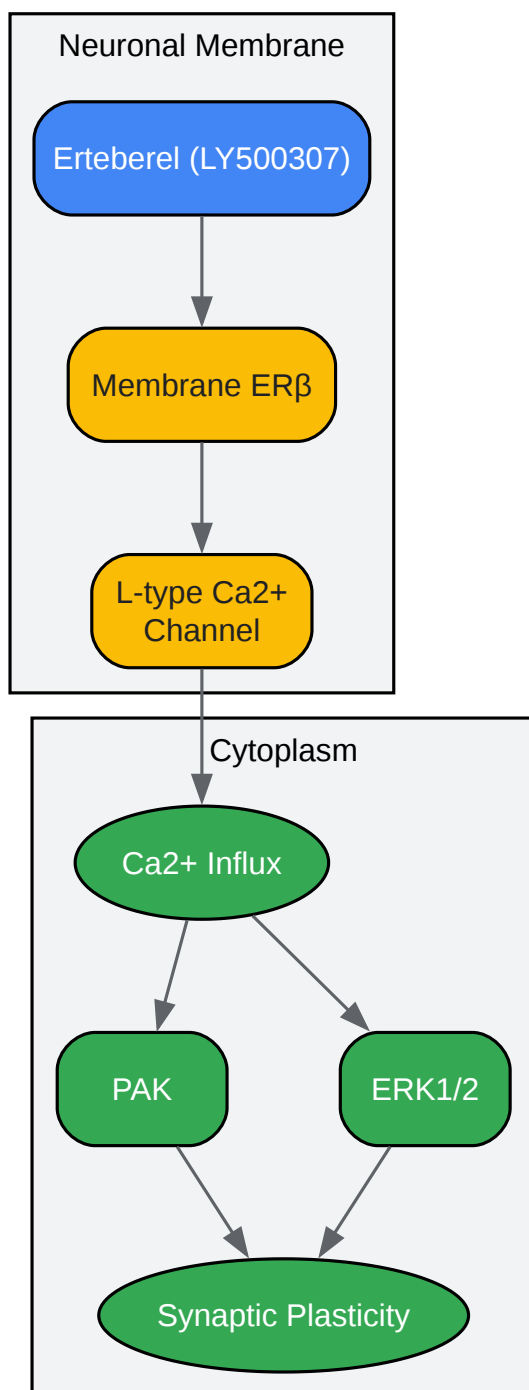 Neuronal Membrane
Erteberel (LY500307)
Membrane ERβ
L-type Ca2+
Channel
Cytoplasm
Ca2+ Influx
PAK
ERK1/2
Synaptic Plasticity